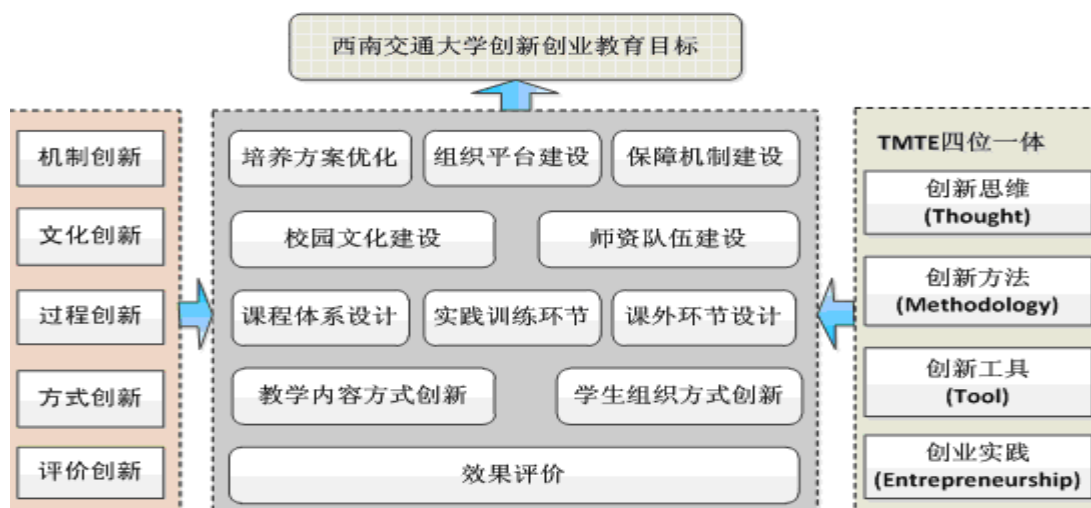 西南交通大学创新创业教育目标
机制创新
文化创新
过程创新
方式创新
评价创新
培养方案优化
组织平台建设
保障机制建设
校园文化建设
师资队伍建设
课程体系设计
实践训练环节
课外环节设计
教学内容方式创新
学生组织方式创新
效果评价
TMTE四位一体
创新思维
(Thought)
创新方法
(Methodology)
创新工具
(Tool)
创业实践
(Entrepreneurship)